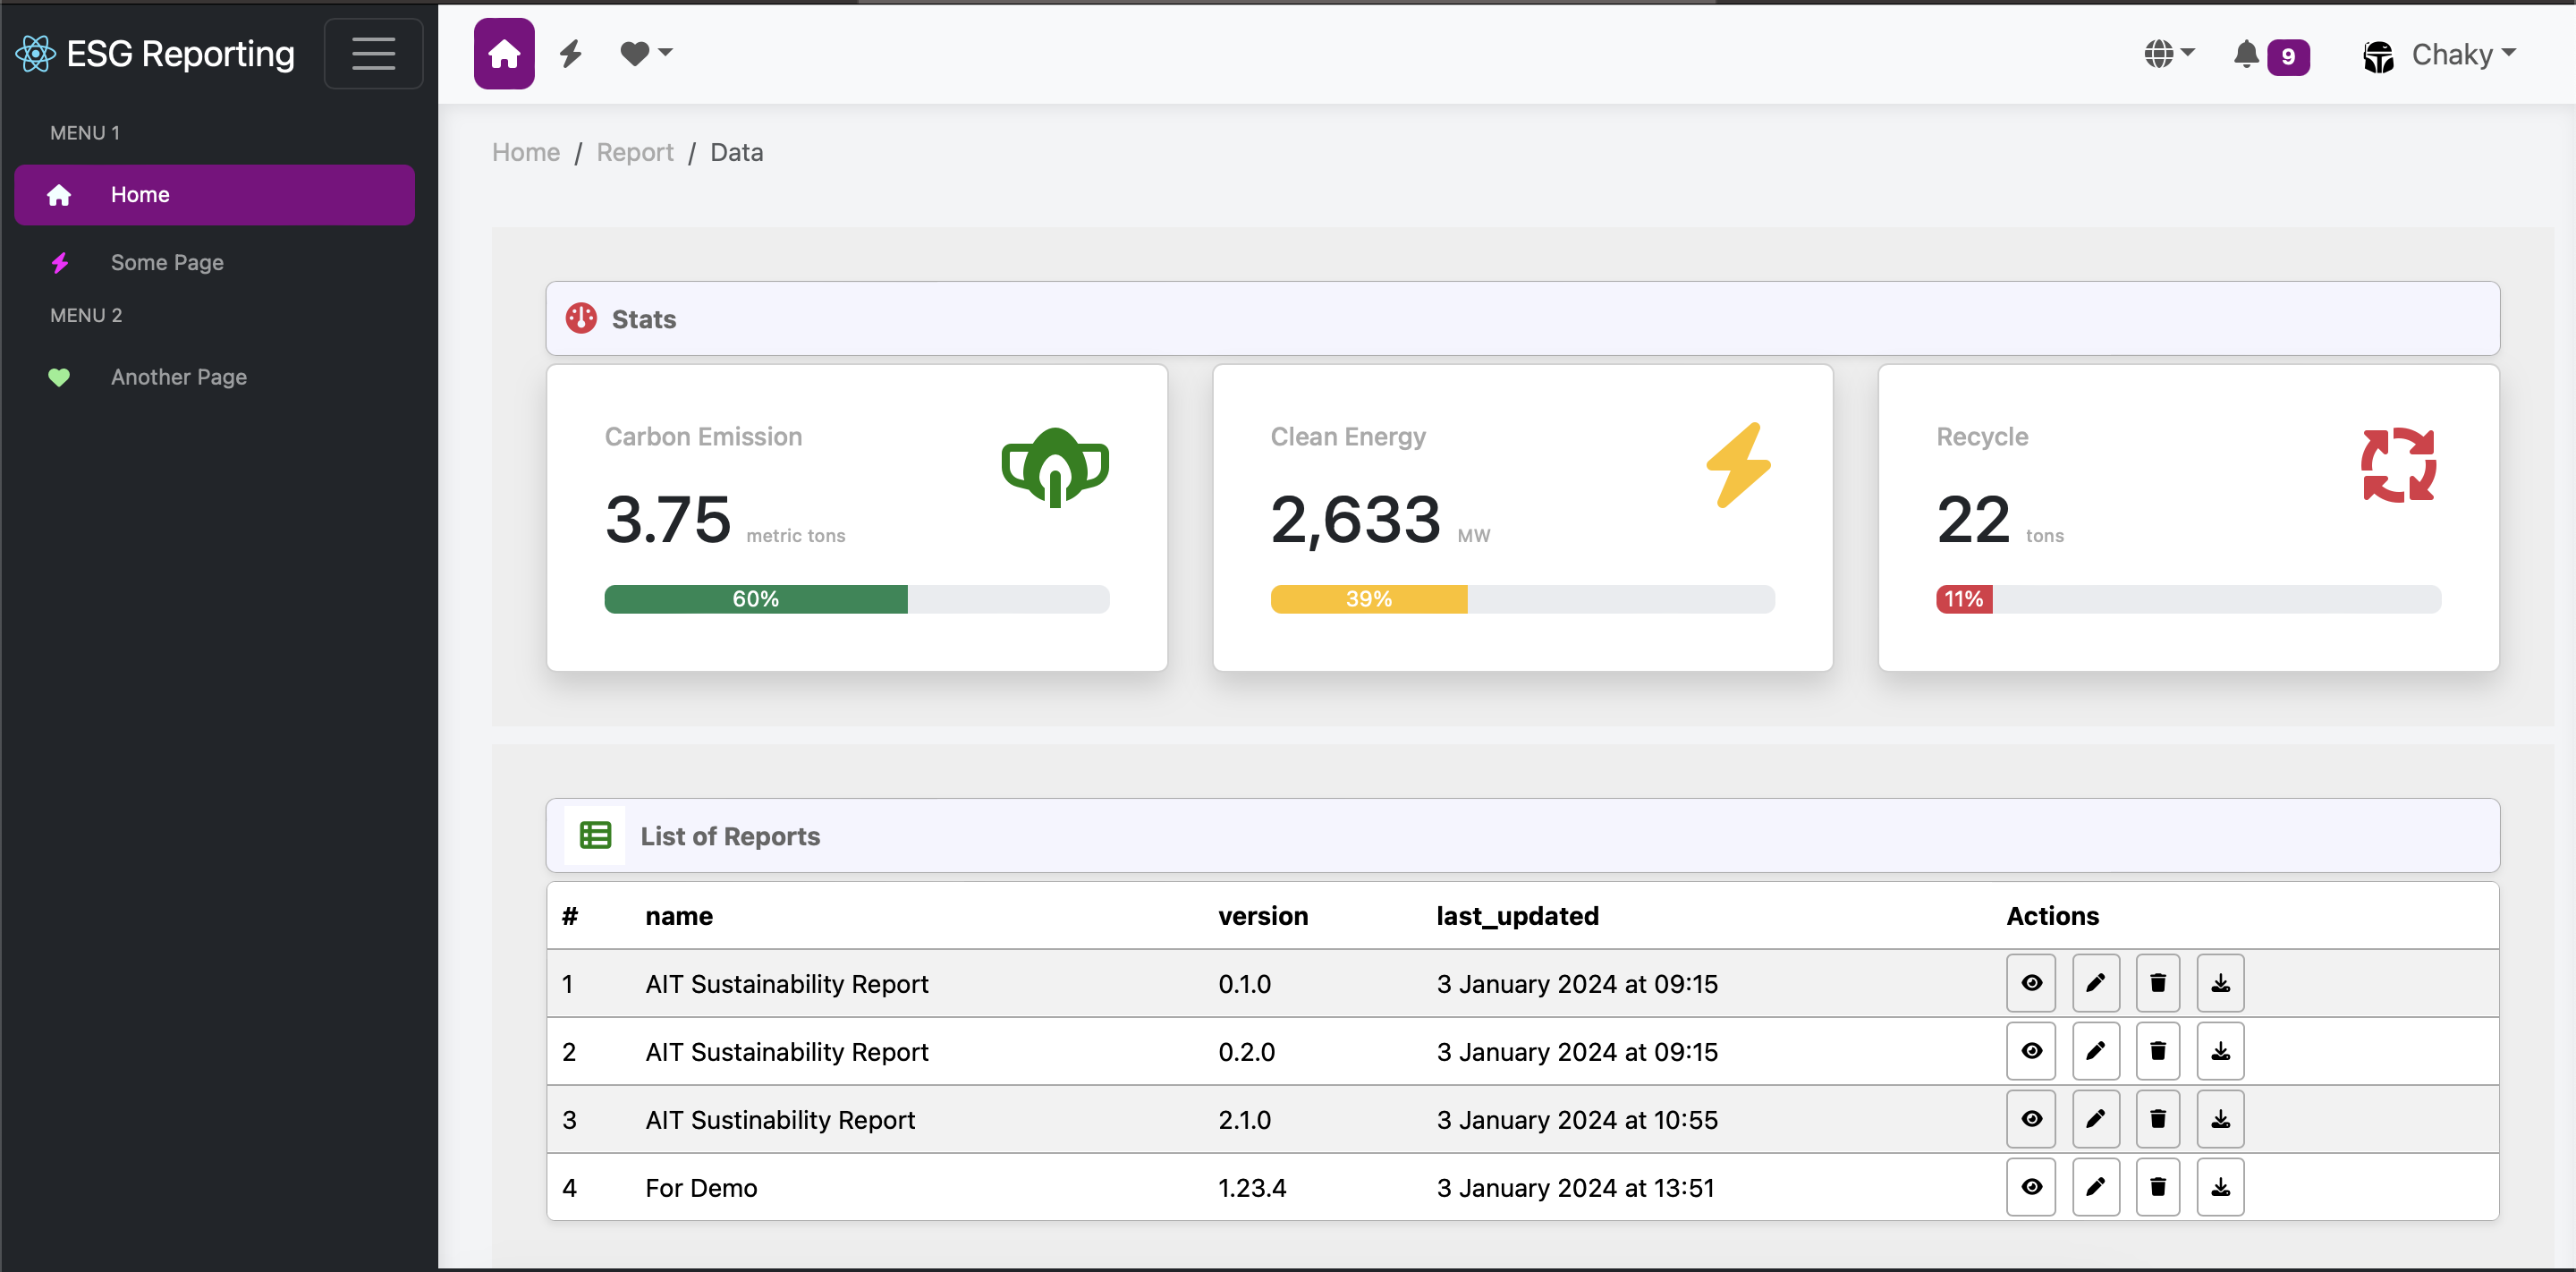 ESG Reporting
9
Chaky
MENU 1
Home
Some Page
MENU 2
Another Page
Home / Report / Data
Stats
Carbon Emission
3.75 metric tons
60%
Clean Energy
2,633 MW
39%
Recycle
22 tons
11%
List of Reports
# name version last_updated Actions
1 AIT Sustainability Report 0.1.0 3 January 2024 at 09:15
2 AIT Sustainability Report 0.2.0 3 January 2024 at 09:15
3 AIT Sustinability Report 2.1.0 3 January 2024 at 10:55
4 For Demo 1.23.4 3 January 2024 at 13:51